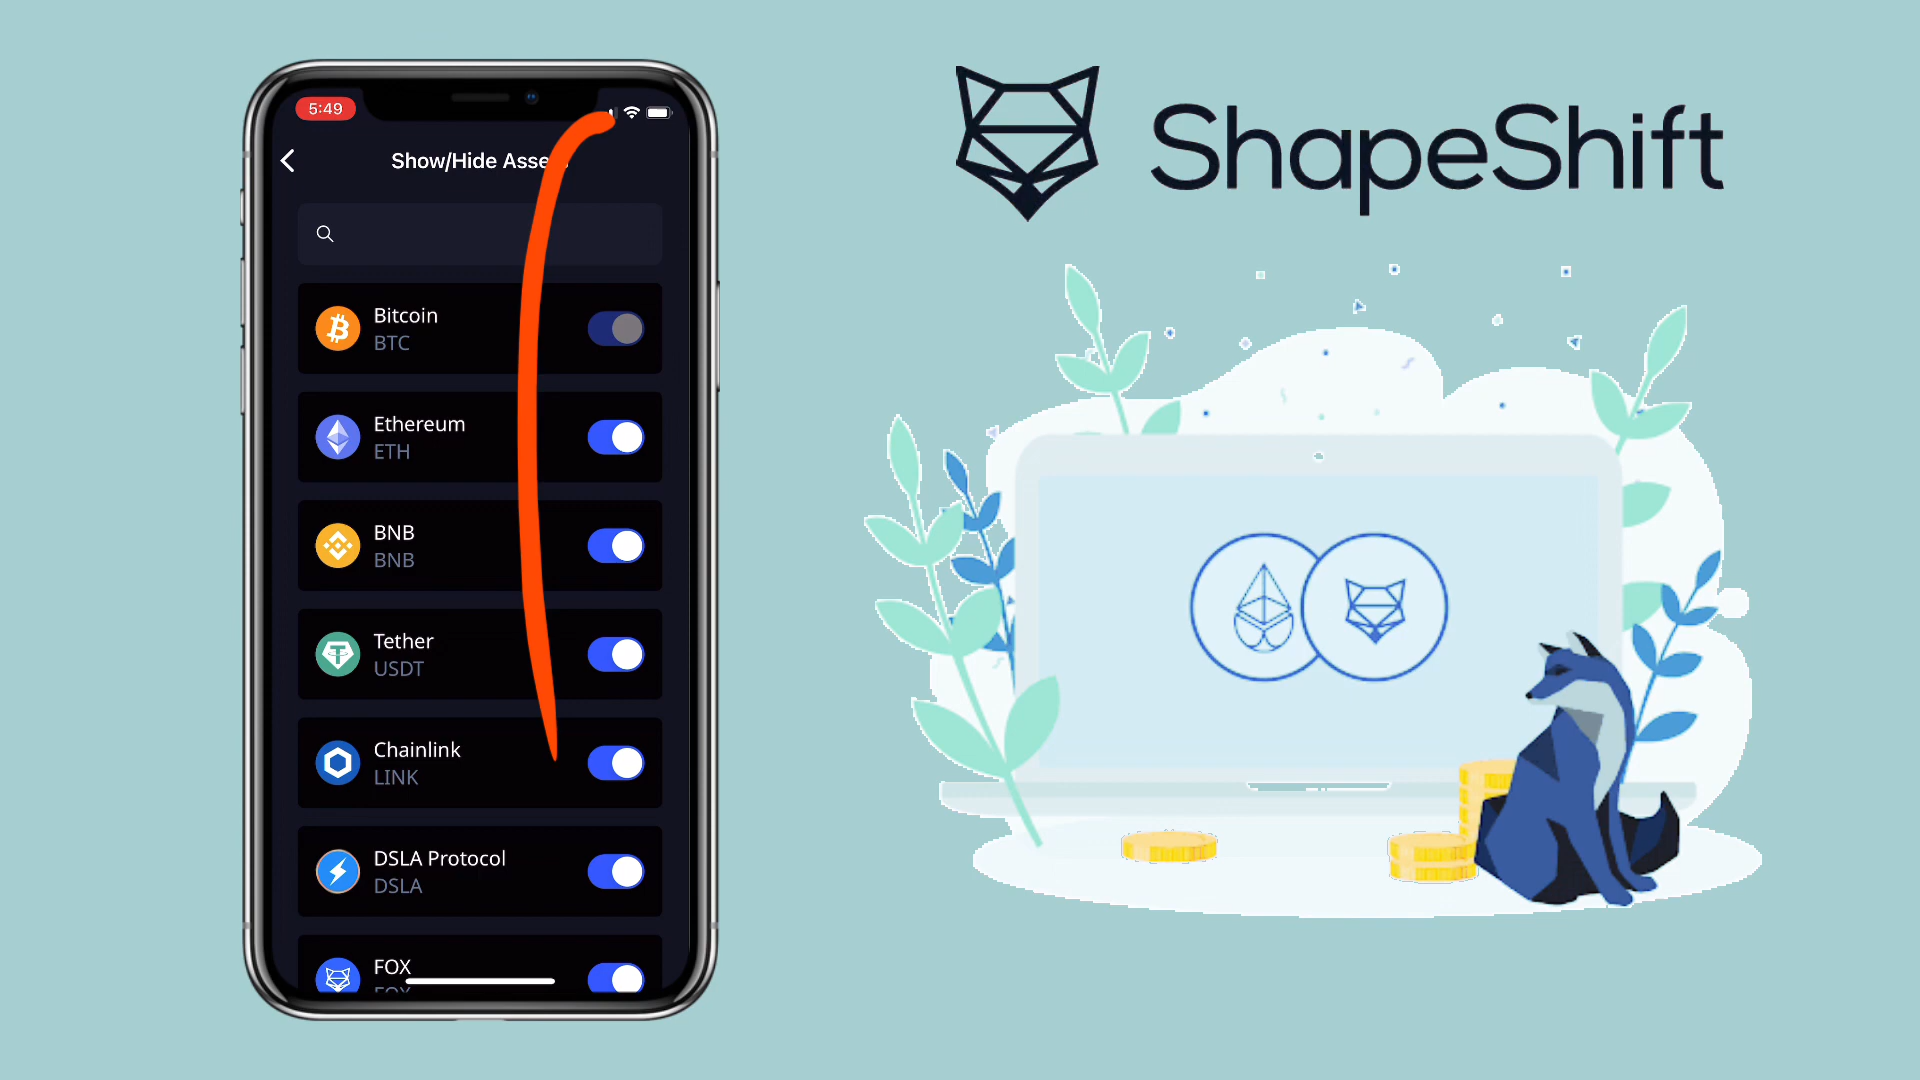 5:49
Show/Hide Asse
Bitcoin
BTC
Ethereum
ETH
BNB
BNB
Tether
USDT
Chainlink
LINK
DSLA Protocol
DSLA
FOX
FOX
ShapeShift